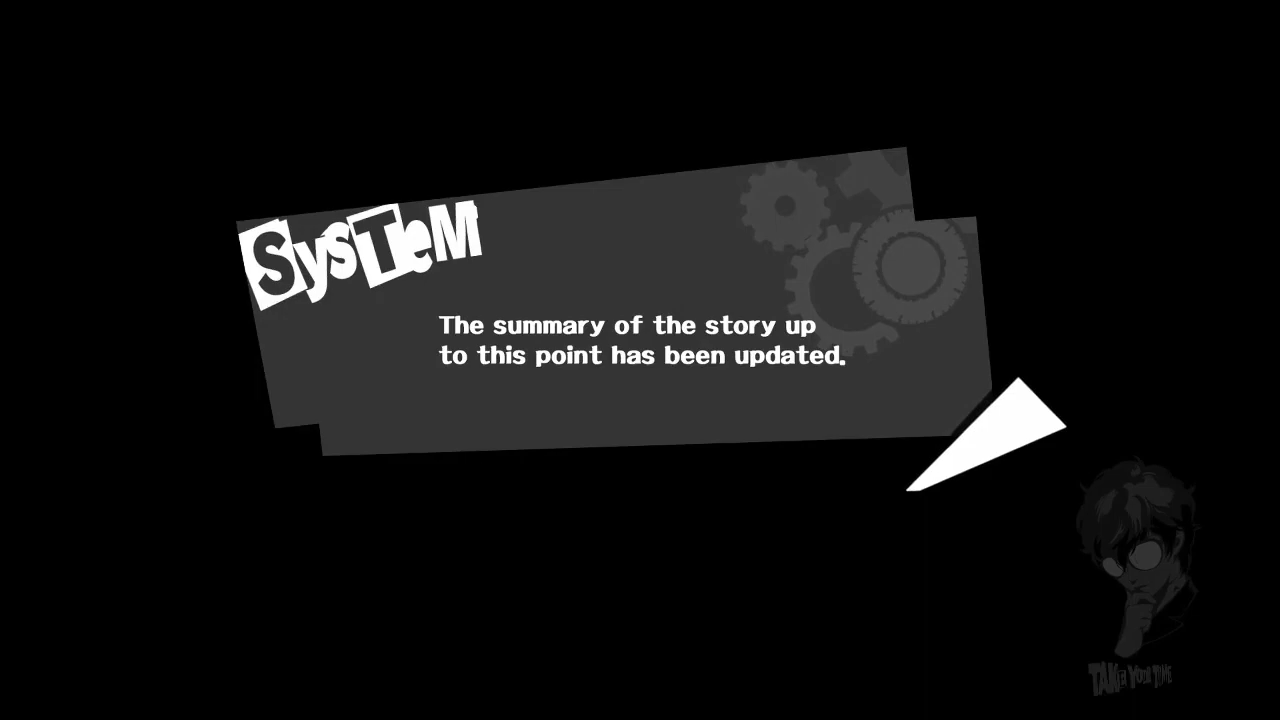 SysTeM
The summary of the story up
to this point has been updated.
TAKE YOUR TIME